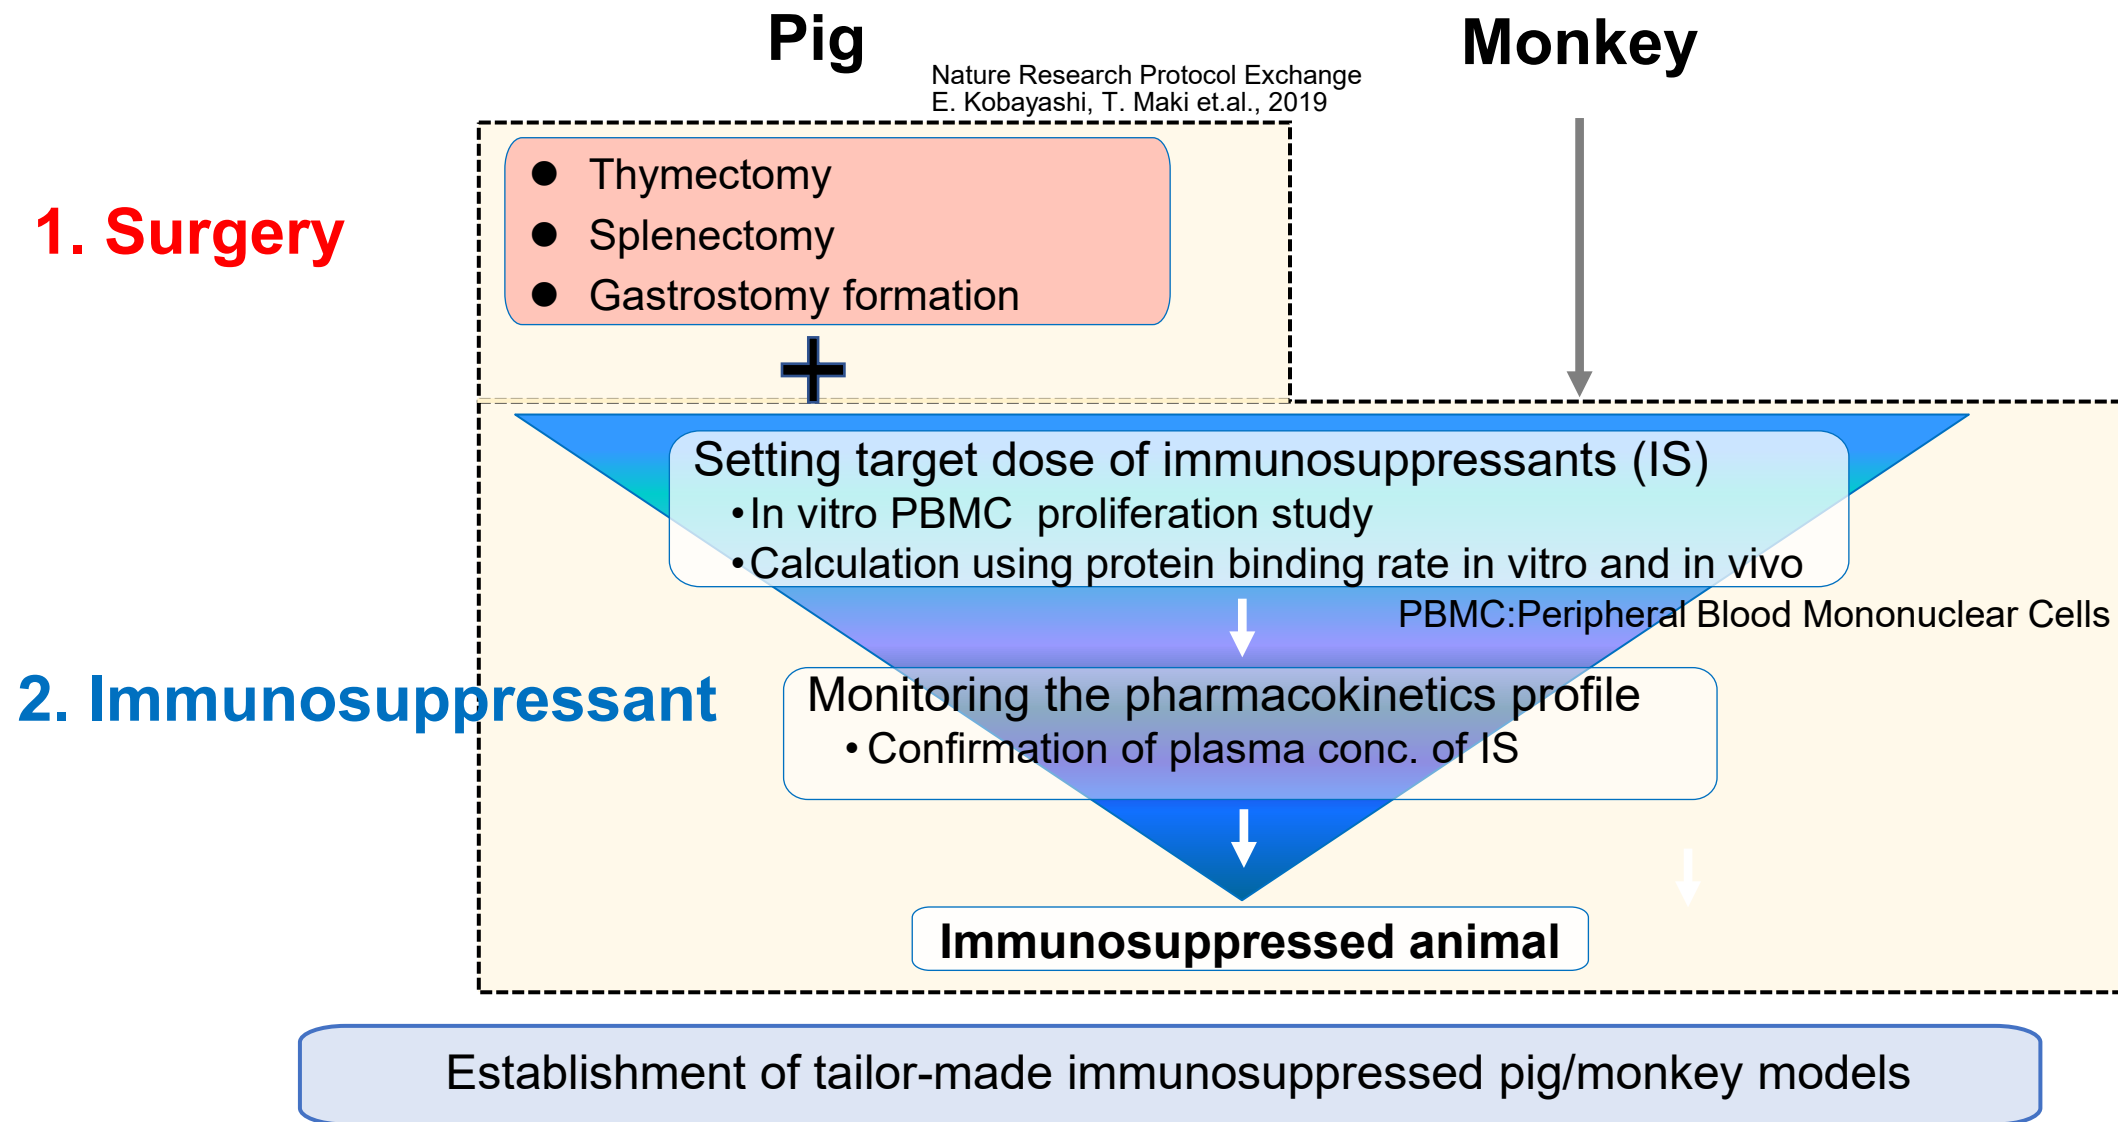 Pig
Monkey
Nature Research Protocol Exchange
E. Kobayashi, T. Maki et.al., 2019
1. Surgery
● Thymectomy
● Splenectomy
● Gastrostomy formation
+
Setting target dose of immunosuppressants (IS)
•In vitro PBMC proliferation study
•Calculation using protein binding rate in vitro and in vivo
PBMC:Peripheral Blood Mononuclear Cells
2. Immunosuppressant
Monitoring the pharmacokinetics profile
•Confirmation of plasma conc. of IS
Immunosuppressed animal
Establishment of tailor-made immunosuppressed pig/monkey models